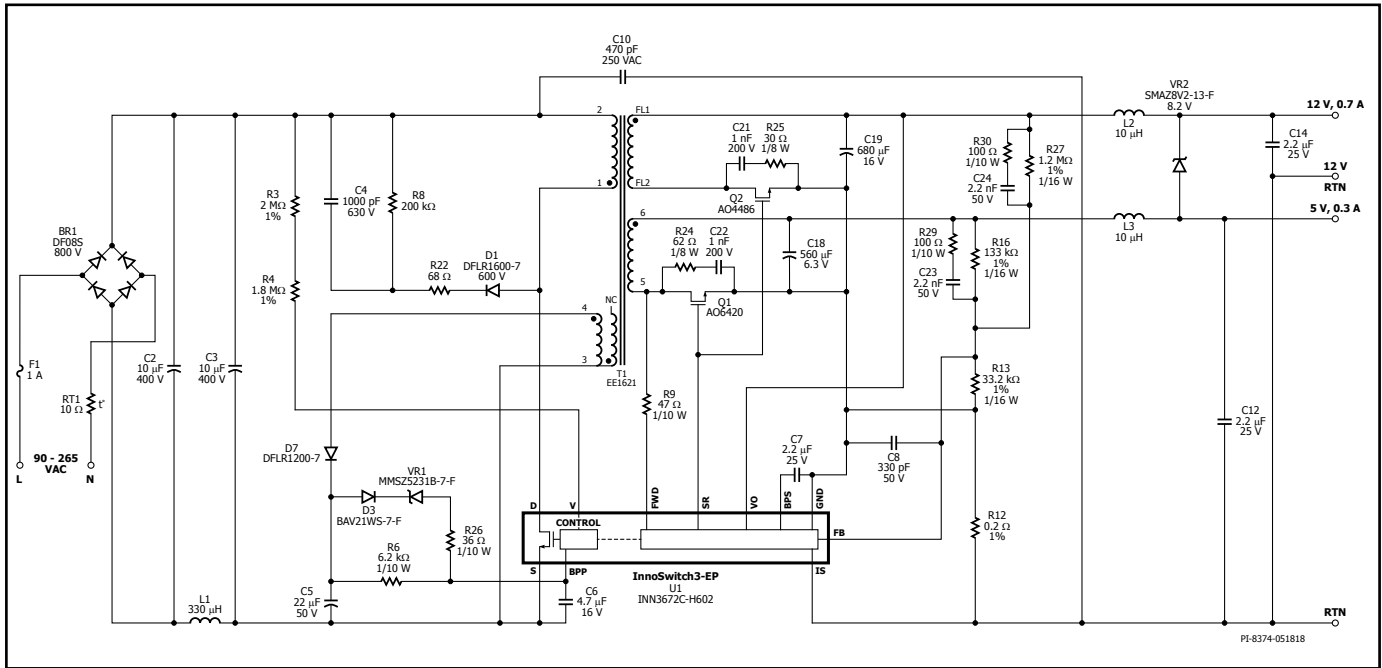 C10
470 pF
250 VAC
VR2
SMAZ8V2-13-F
8.2 V
12 V, 0.7 A
L2
10 μH
C14
2.2 μF
25 V
12 V
RTN
5 V, 0.3 A
L3
10 μH
2
1
FL1
FL2
C21
1 nF
200 V
R25
30 Ω
1/8 W
Q2
AO4486
C19
680 μF
16 V
R30
100 Ω
1/10 W
C24
2.2 nF
50 V
R27
1.2 MΩ
1%
1/16 W
R3
2 MΩ
1%
C4
1000 pF
630 V
R8
200 kΩ
BR1
DF08S
800 V
R4
1.8 MΩ
1%
R22
68 Ω
D1
DFLR1600-7
600 V
6
5
R24
62 Ω
1/8 W
C22
1 nF
200 V
Q1
AO6420
C18
560 μF
6.3 V
R29
100 Ω
1/10 W
C23
2.2 nF
50 V
R16
133 kΩ
1%
1/16 W
NC
4
3
T1
EE1621
F1
1 A
RT1
10 Ω
t°
C2
10 μF
400 V
C3
10 μF
400 V
R9
47 Ω
1/10 W
R13
33.2 kΩ
1%
1/16 W
C12
2.2 μF
25 V
90 - 265
VAC
L
N
D7
DFLR1200-7
VR1
MMSZ5231B-7-F
D3
BAV21WS-7-F
R26
36 Ω
1/10 W
R6
6.2 kΩ
1/10 W
C5
22 μF
50 V
L1
330 μH
C7
2.2 μF
25 V
C8
330 pF
50 V
R12
0.2 Ω
1%
D
V
FWD
SR
VO
BPS
GND
CONTROL
FB
S
BPP
IS
InnoSwitch3-EP
U1
INN3672C-H602
C6
4.7 μF
16 V
RTN
PI-8374-051818